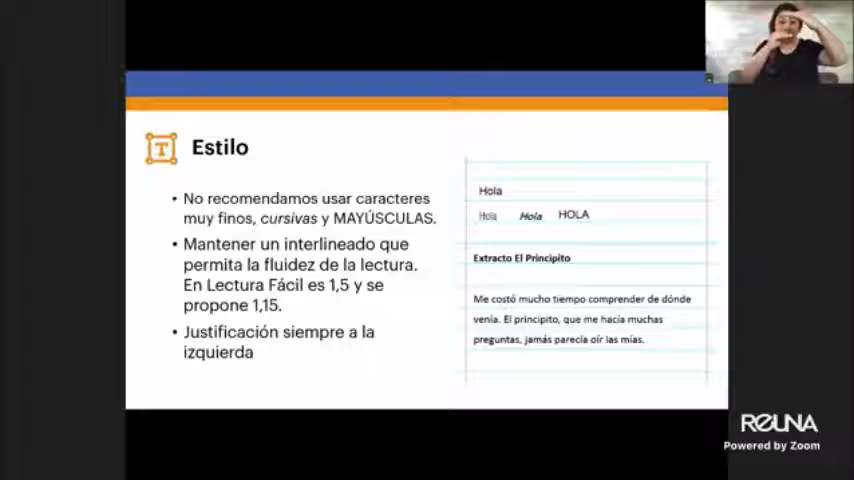 T Estilo
• No recomendamos usar caracteres
muy finos, cursivas y MAYÚSCULAS.
• Mantener un interlineado que
permita la fluidez de la lectura.
En Lectura Fácil es 1,5 y se
propone 1,15.
• Justificación siempre a la
izquierda
Hola
Hola Hola HOLA
Extracto El Principito
Me costó mucho tiempo comprender de dónde
venía. El principito, que me hacía muchas
preguntas, jamás parecía oír las mías.
REUNA
Powered by Zoom